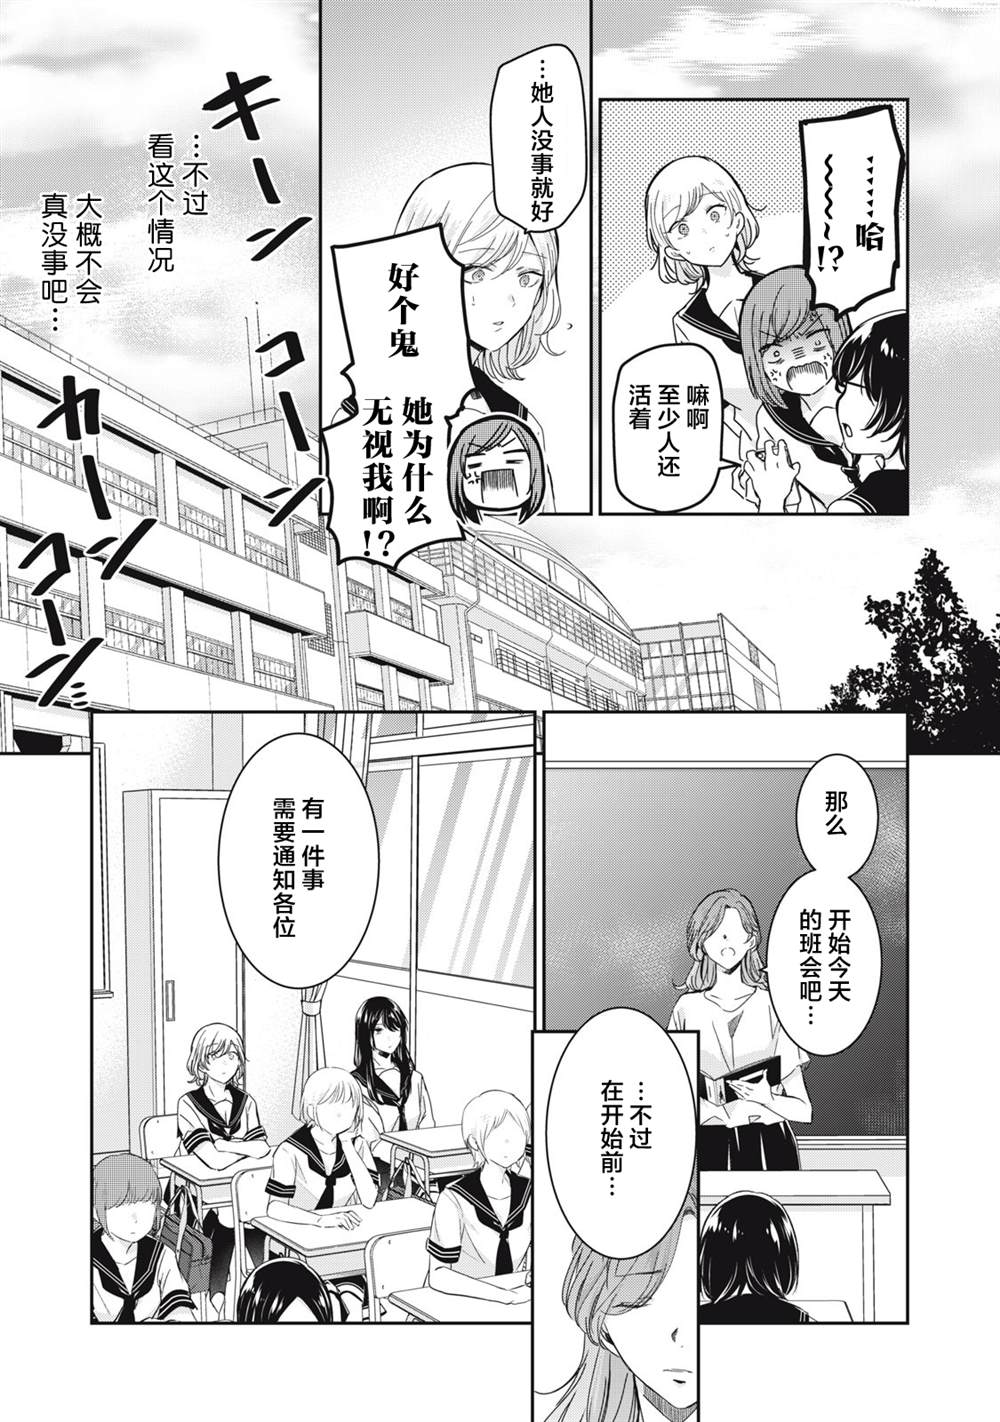 ……哈
～～～～!?
嘛啊
至少人还
活着
…她人没事就好
好个鬼
她为什么
无视我啊!?
…不过
看这个情况
大概不会
真没事吧…
キーン
コーン
カーン
那么
开始今天
的班会吧…
…不过
在开始前…
有一件事
需要通知各位